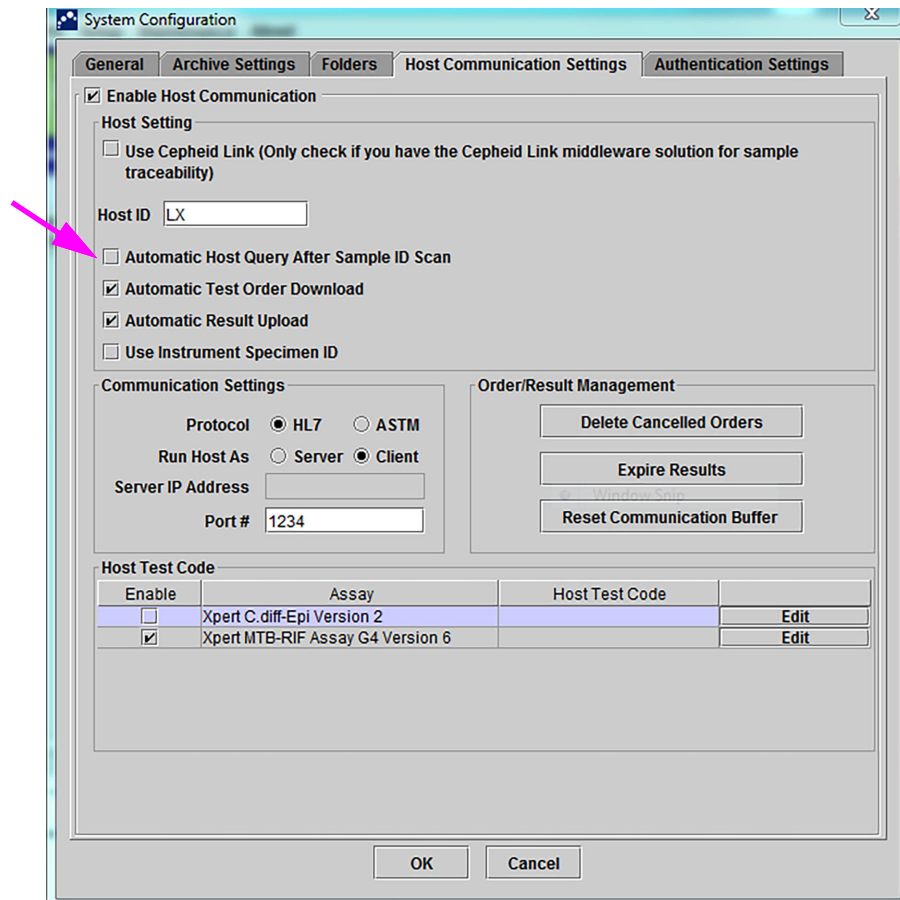 System Configuration
General Archive Settings Folders Host Communication Settings Authentication Settings
Enable Host Communication
Host Setting
Use Cepheid Link (Only check if you have the Cepheid Link middleware solution for sample
traceability)
Host ID LX
Automatic Host Query After Sample ID Scan
Automatic Test Order Download
Automatic Result Upload
Use Instrument Specimen ID
Communication Settings
Protocol HL7 ASTM
Run Host As Server Client
Server IP Address
Port # 1234
Order/Result Management
Delete Cancelled Orders
Expire Results
Window Snip
Reset Communication Buffer
Host Test Code
Enable Assay Host Test Code
Xpert C.diff-Epi Version 2 Edit
Xpert MTB-RIF Assay G4 Version 6 Edit
OK Cancel